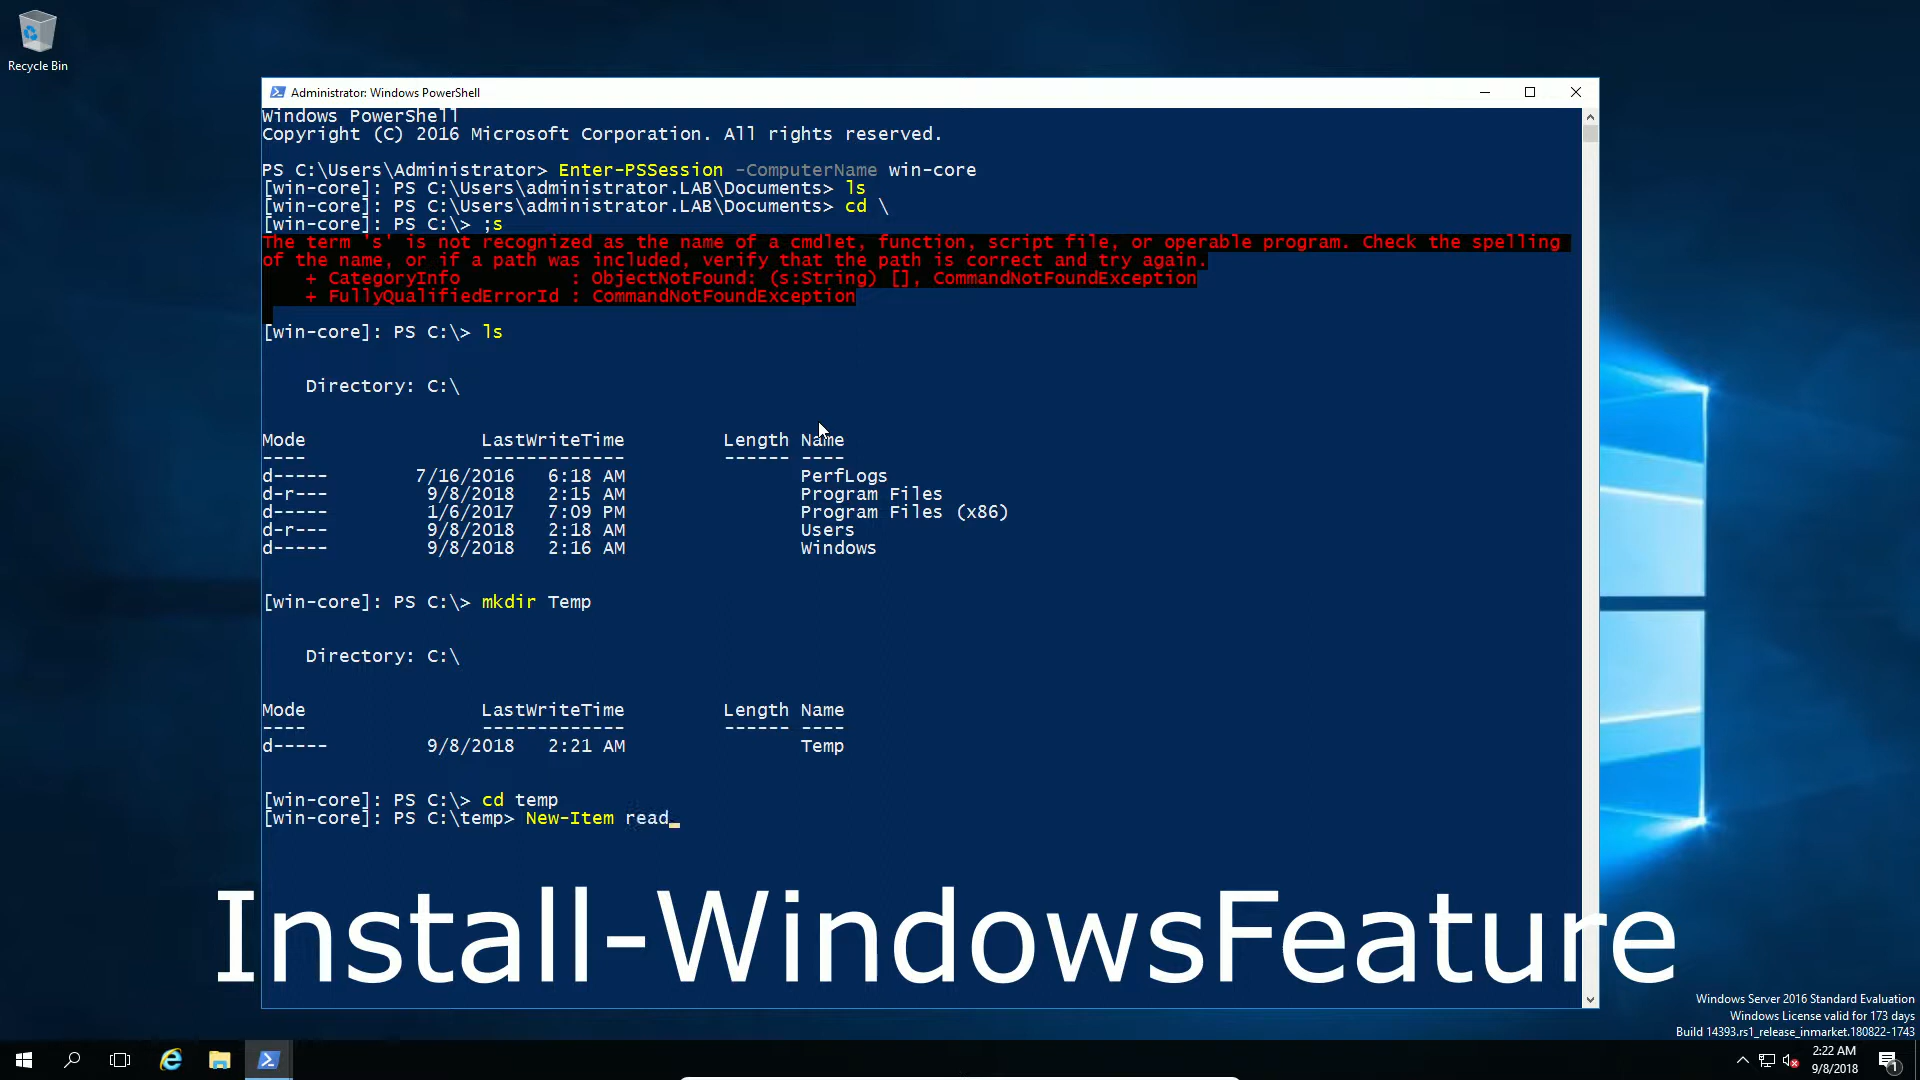 Recycle Bin
Administrator: Windows PowerShell
Windows PowerShell
Copyright (C) 2016 Microsoft Corporation. All rights reserved.
PS C:\Users\Administrator> Enter-PSSession -ComputerName win-core
[win-core]: PS C:\Users\administrator.LAB\Documents> ls
[win-core]: PS C:\Users\administrator.LAB\Documents> cd \
[win-core]: PS C:\> ;s
The term 's' is not recognized as the name of a cmdlet, function, script file, or operable program. Check the spelling
of the name, or if a path was included, verify that the path is correct and try again.
    + CategoryInfo          : ObjectNotFound: (s:String) [], CommandNotFoundException
    + FullyQualifiedErrorId : CommandNotFoundException
[win-core]: PS C:\> ls
    Directory: C:\
Mode                LastWriteTime         Length Name
----                -------------         ------ ----
d-----        7/16/2016   6:18 AM                PerfLogs
d-r---         9/8/2018   2:15 AM                Program Files
d-----         1/6/2017   7:09 PM                Program Files (x86)
d-r---         9/8/2018   2:18 AM                Users
d-----         9/8/2018   2:16 AM                Windows
[win-core]: PS C:\> mkdir Temp
    Directory: C:\
Mode                LastWriteTime         Length Name
----                -------------         ------ ----
d-----         9/8/2018   2:21 AM                Temp
[win-core]: PS C:\> cd temp
[win-core]: PS C:\temp> New-Item read_
Install-WindowsFeature
Windows Server 2016 Standard Evaluation
Windows License valid for 173 days
Build 14393.rs1_release_inmarket.180822-1743
2:22 AM
9/8/2018
1